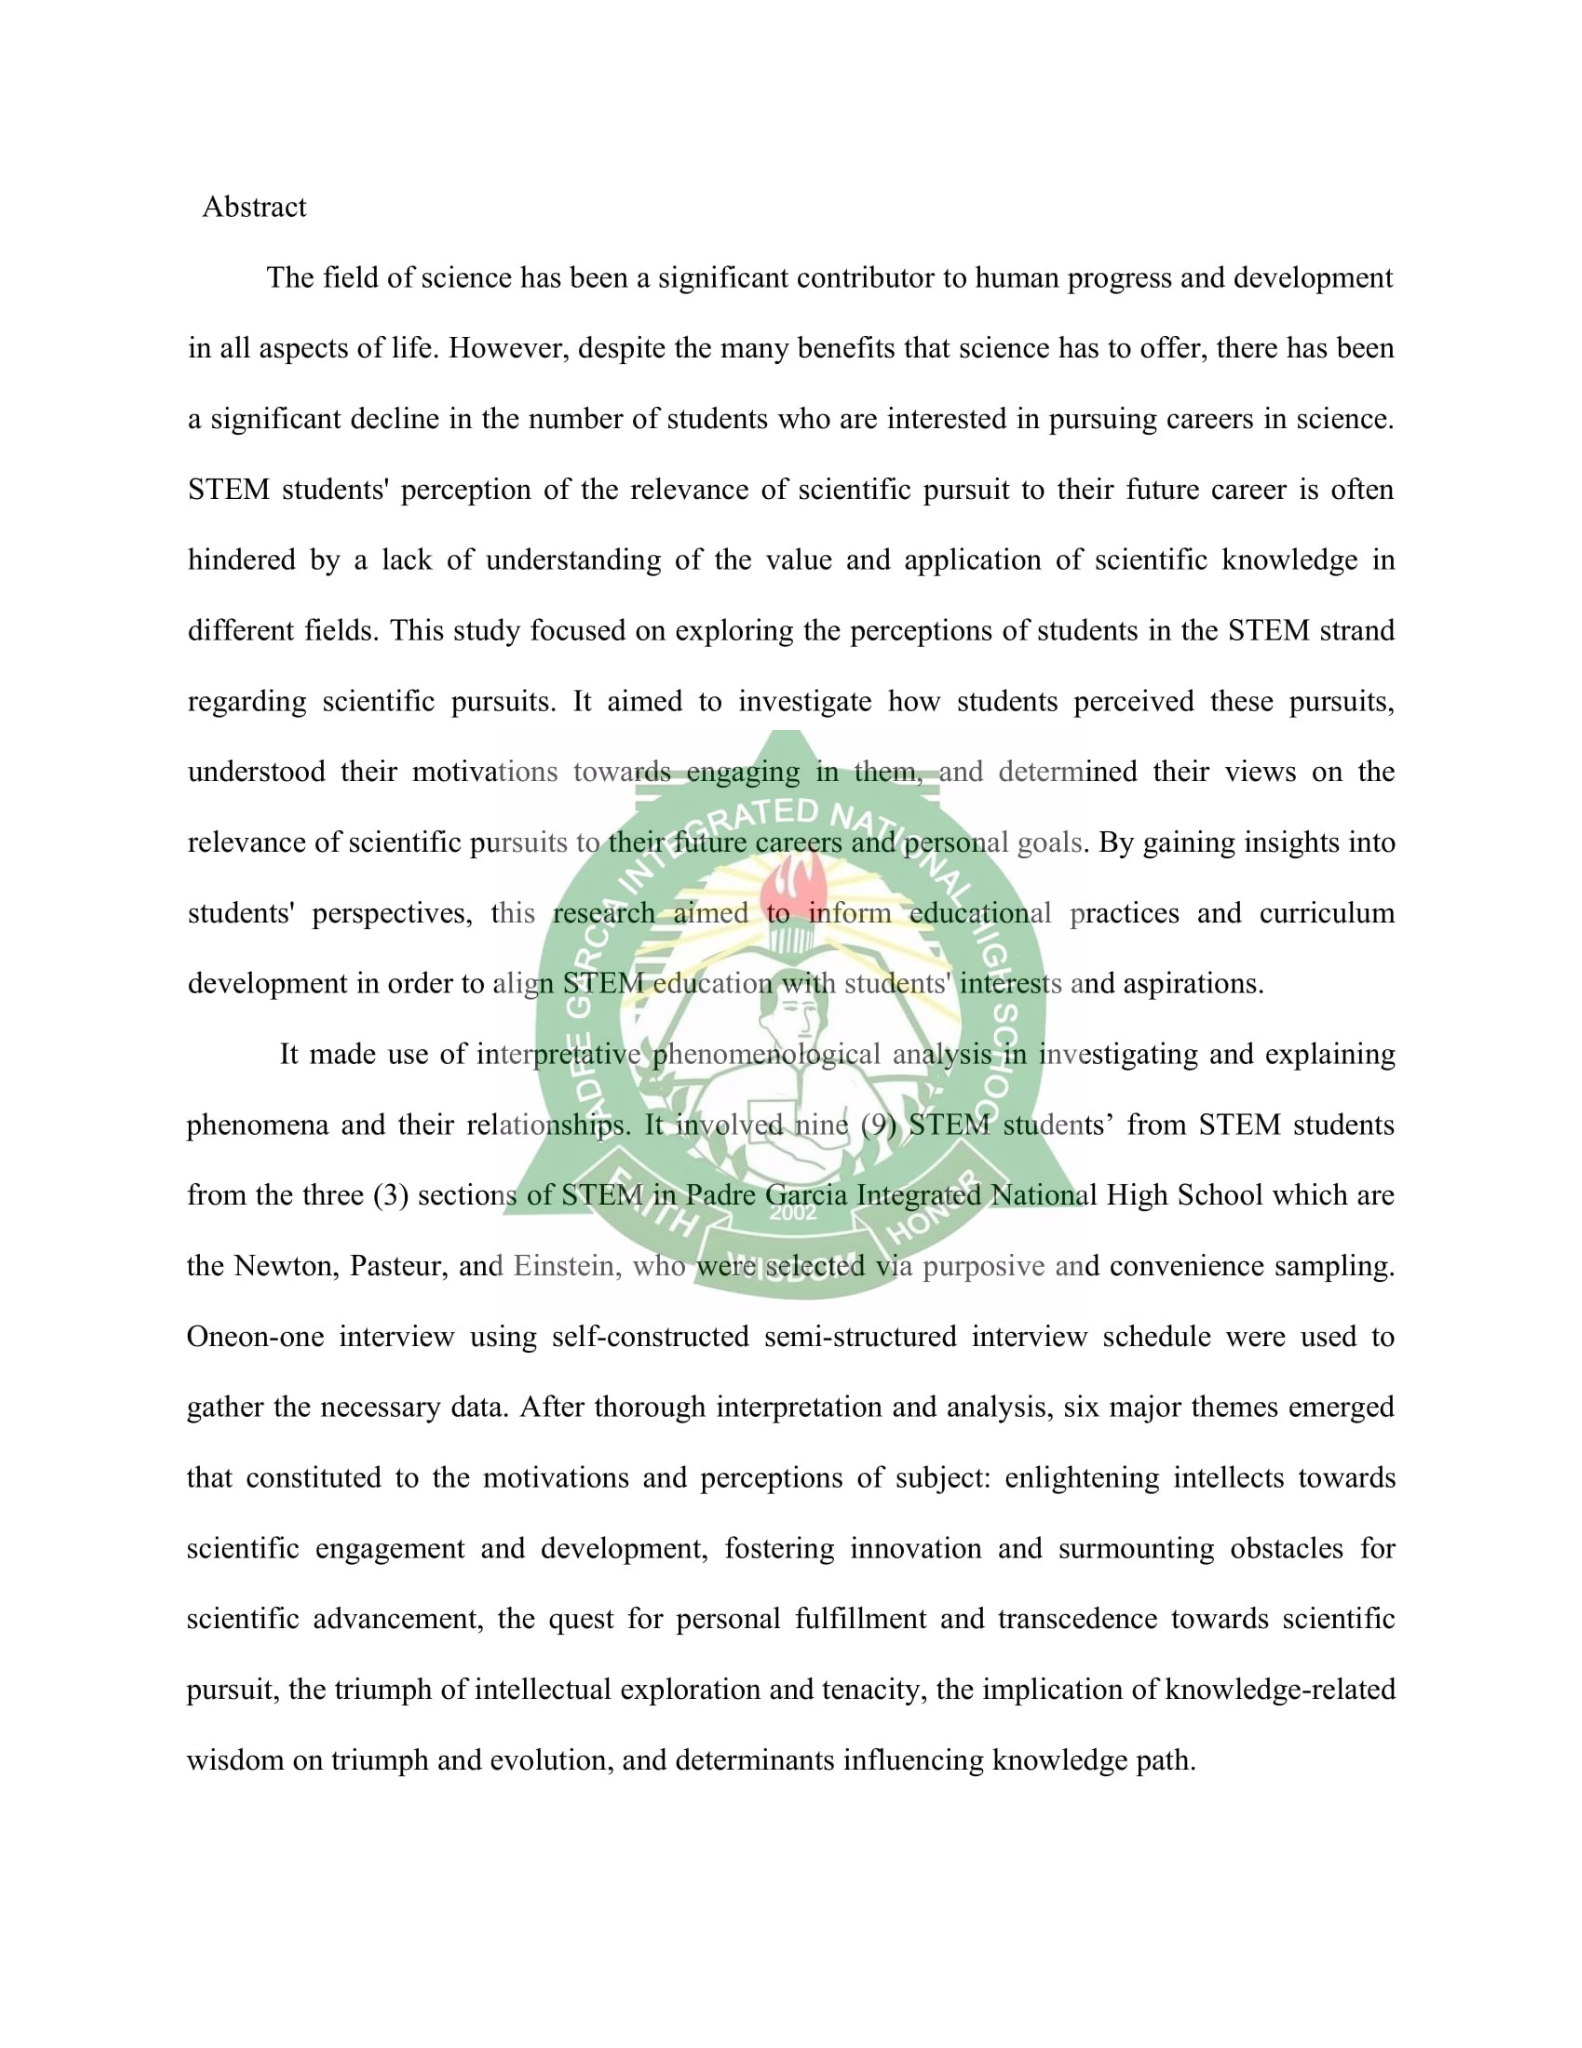 Abstract
The field of science has been a significant contributor to human progress and development
in all aspects of life. However, despite the many benefits that science has to offer, there has been
a significant decline in the number of students who are interested in pursuing careers in science.
STEM students' perception of the relevance of scientific pursuit to their future career is often
hindered by a lack of understanding of the value and application of scientific knowledge in
different fields. This study focused on exploring the perceptions of students in the STEM strand
regarding scientific pursuits. It aimed to investigate how students perceived these pursuits,
understood their motivations towards engaging in them, and determined their views on the
relevance of scientific pursuits to their future careers and personal goals. By gaining insights into
students' perspectives, this research aimed to inform educational practices and curriculum
development in order to align STEM education with students' interests and aspirations.
It made use of interpretative phenomenological analysis in investigating and explaining
phenomena and their relationships. It involved nine (9) STEM students’ from STEM students
from the three (3) sections of STEM in Padre Garcia Integrated National High School which are
the Newton, Pasteur, and Einstein, who were selected via purposive and convenience sampling.
Oneon-one interview using self-constructed semi-structured interview schedule were used to
gather the necessary data. After thorough interpretation and analysis, six major themes emerged
that constituted to the motivations and perceptions of subject: enlightening intellects towards
scientific engagement and development, fostering innovation and surmounting obstacles for
scientific advancement, the quest for personal fulfillment and transcedence towards scientific
pursuit, the triumph of intellectual exploration and tenacity, the implication of knowledge-related
wisdom on triumph and evolution, and determinants influencing knowledge path.
PADRE GARCIA INTEGRATED NATIONAL HIGH SCHOOL
2002
FAITH
WISDOM
HONOR